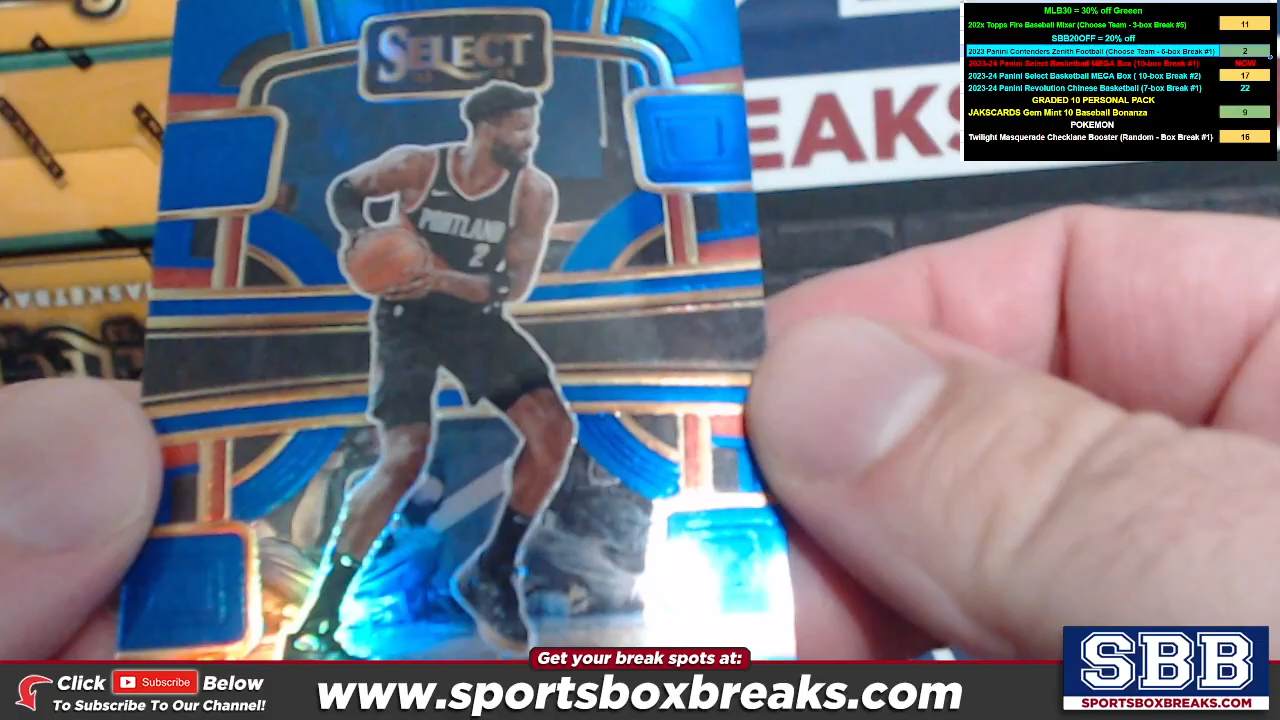 SELECT
PORTLAND
2
EAKS
BASKETBAL
MLB30 = 30% off Greeen
202x Topps Fire Baseball Mixer (Choose Team - 3-box Break #5) 11
SBB20OFF = 20% off
2023 Panini Contenders Zenith Football (Choose Team - 6-box Break #1) 2
2023-24 Panini Select Basketball MEGA Box (10-box Break #1) NOW
2023-24 Panini Select Basketball MEGA Box ( 10-box Break #2) 17
2023-24 Panini Revolution Chinese Basketball (7-box Break #1) 22
GRADED 10 PERSONAL PACK
JAKSCARDS Gem Mint 10 Baseball Bonanza 9
POKEMON
Twilight Masquerade Checklane Booster (Random - Box Break #1) 16
Get your break spots at:
Click Subscribe Below
To Subscribe To Our Channel!
www.sportsboxbreaks.com
SBB
SPORTSBOXBREAKS.COM